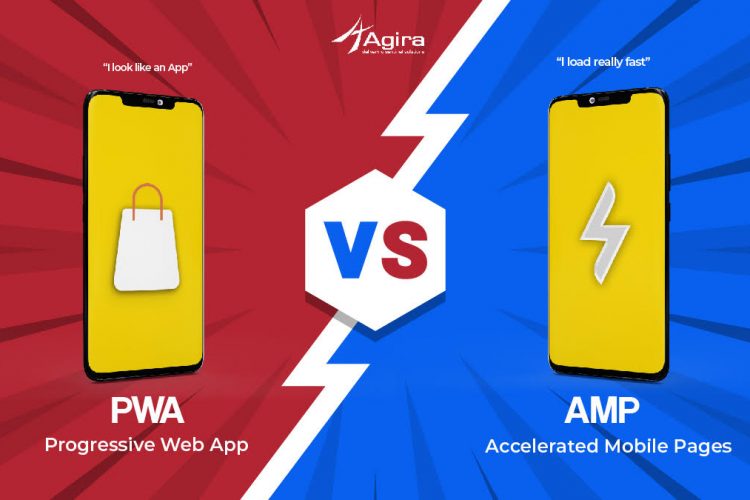 Agira
"I look like an App"
"I load really fast"
VS
PWA
Progressive Web App
AMP
Accelerated Mobile Pages